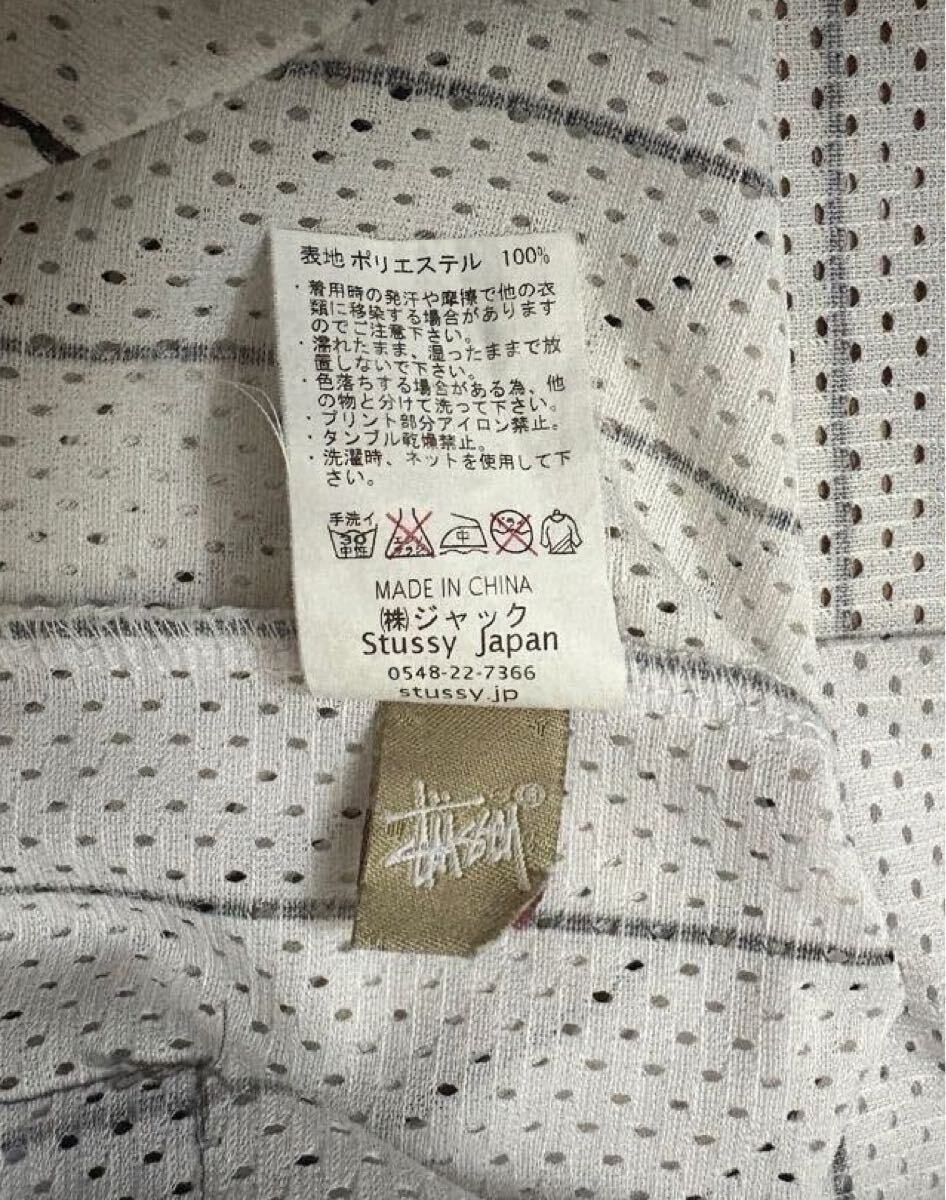 表地 ポリエステル 100%
・着用時の発汗や摩擦で他の衣
類に移染する場合があります
のでご注意下さい。
・濡れたまま、湿ったままで放
置しないで下さい。
・色落ちする場合がある為、他
の物と分けて洗って下さい。
・プリント部分アイロン禁止。
・タンブル乾燥禁止。
・洗濯時、ネットを使用して下
さい。
手洗イ
30
中性
中
MADE IN CHINA
㈱ジャック
Stussy Japan
0548-22-7366
stussy.jp